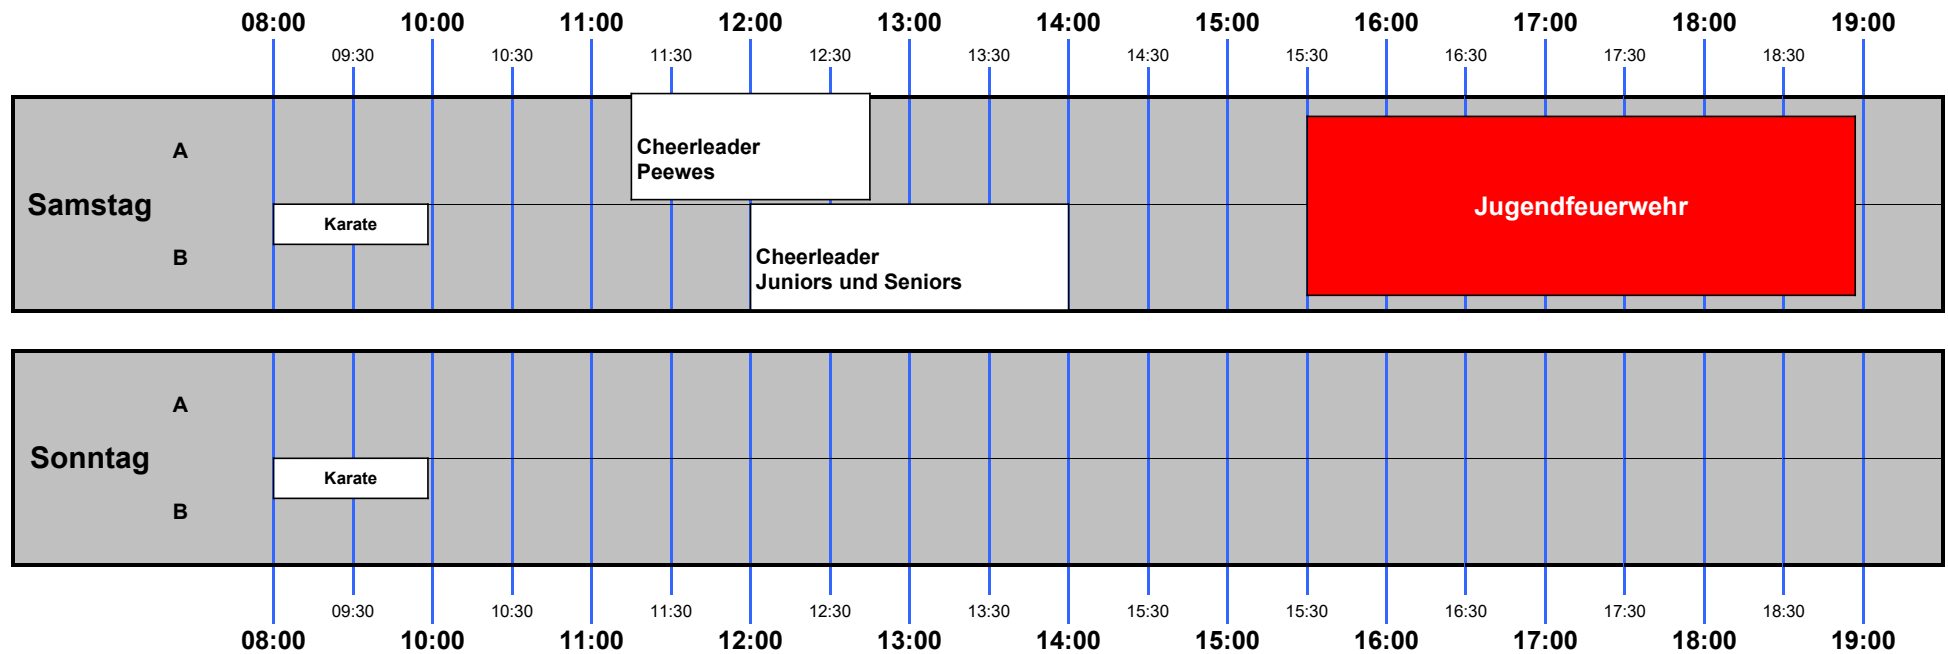 08:00 10:00 11:00 12:00 13:00 14:00 15:00 16:00 17:00 18:00 19:00
09:30 10:30 11:30 12:30 13:30 14:30 15:30 16:30 17:30 18:30
Samstag
A
B
Karate
Cheerleader
Peewes
Cheerleader
Juniors und Seniors
Jugendfeuerwehr
Sonntag
A
B
Karate
09:30 10:30 11:30 12:30 13:30 15:30 15:30 16:30 17:30 18:30
08:00 10:00 11:00 12:00 13:00 14:00 15:00 16:00 17:00 18:00 19:00